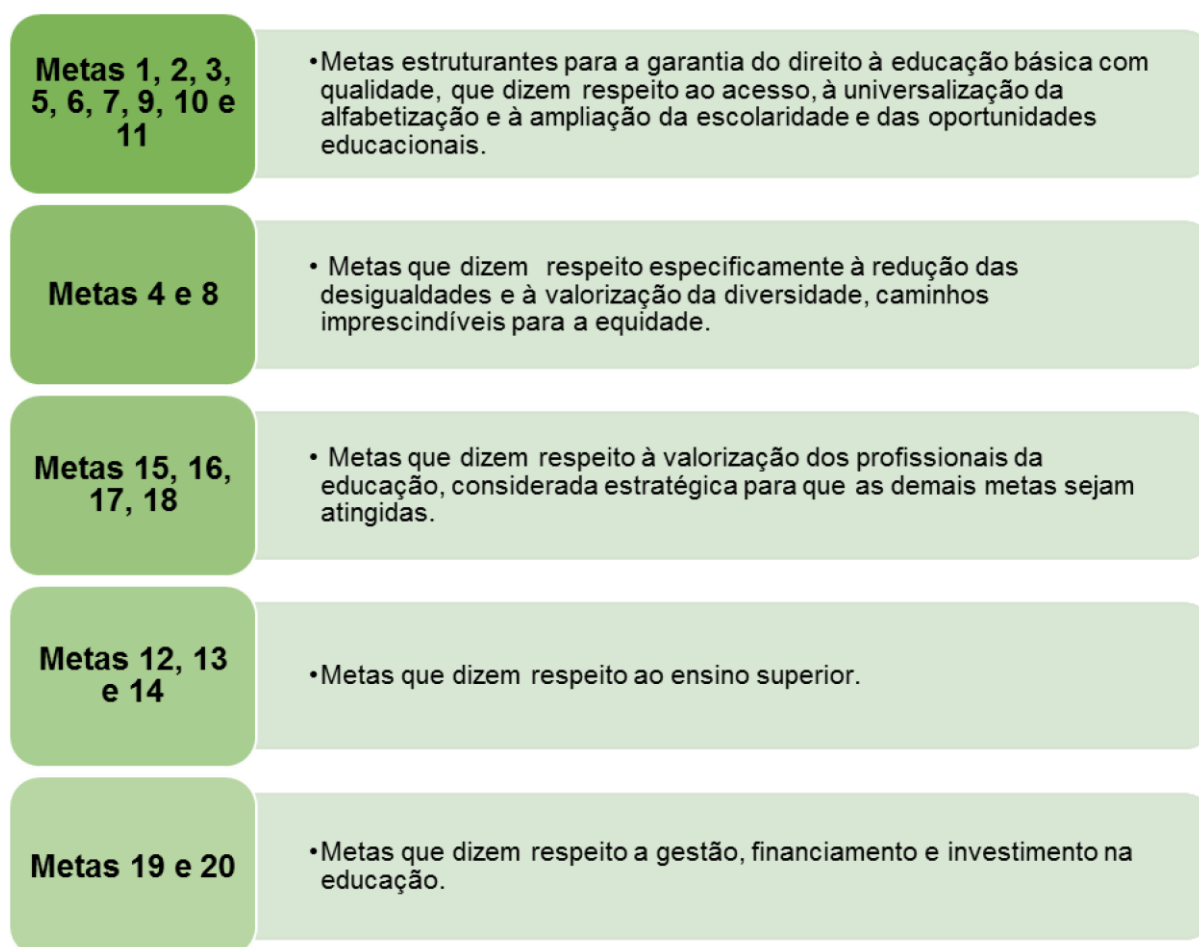 Metas 1, 2, 3,
5, 6, 7, 9, 10 e
11
•Metas estruturantes para a garantia do direito à educação básica com
qualidade, que dizem respeito ao acesso, à universalização da
alfabetização e à ampliação da escolaridade e das oportunidades
educacionais.
Metas 4 e 8
• Metas que dizem respeito especificamente à redução das
desigualdades e à valorização da diversidade, caminhos
imprescindíveis para a equidade.
Metas 15, 16,
17, 18
• Metas que dizem respeito à valorização dos profissionais da
educação, considerada estratégica para que as demais metas sejam
atingidas.
Metas 12, 13
e 14
•Metas que dizem respeito ao ensino superior.
Metas 19 e 20
•Metas que dizem respeito a gestão, financiamento e investimento na
educação.